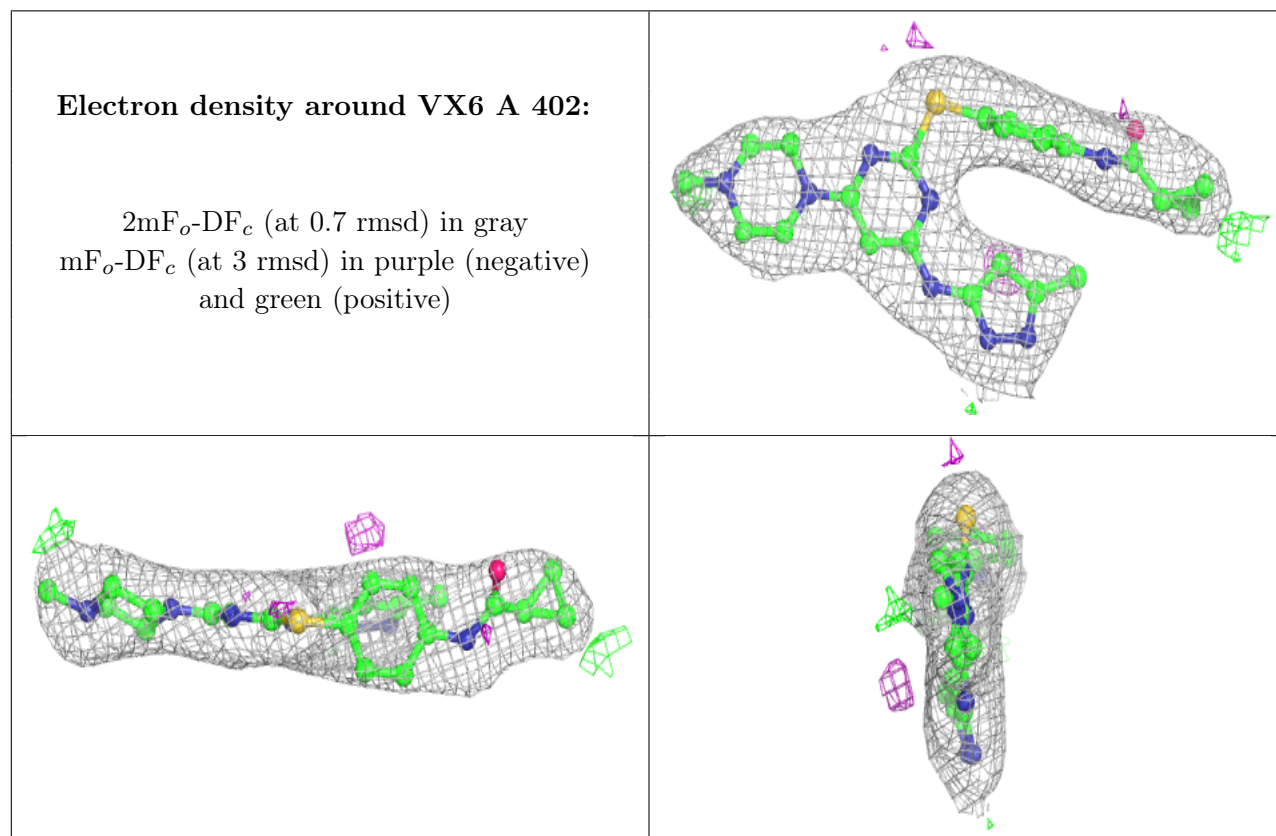 Electron density around VX6 A 402:
2mFₒ-DF𝒸 (at 0.7 rmsd) in gray
mFₒ-DF𝒸 (at 3 rmsd) in purple (negative)
and green (positive)